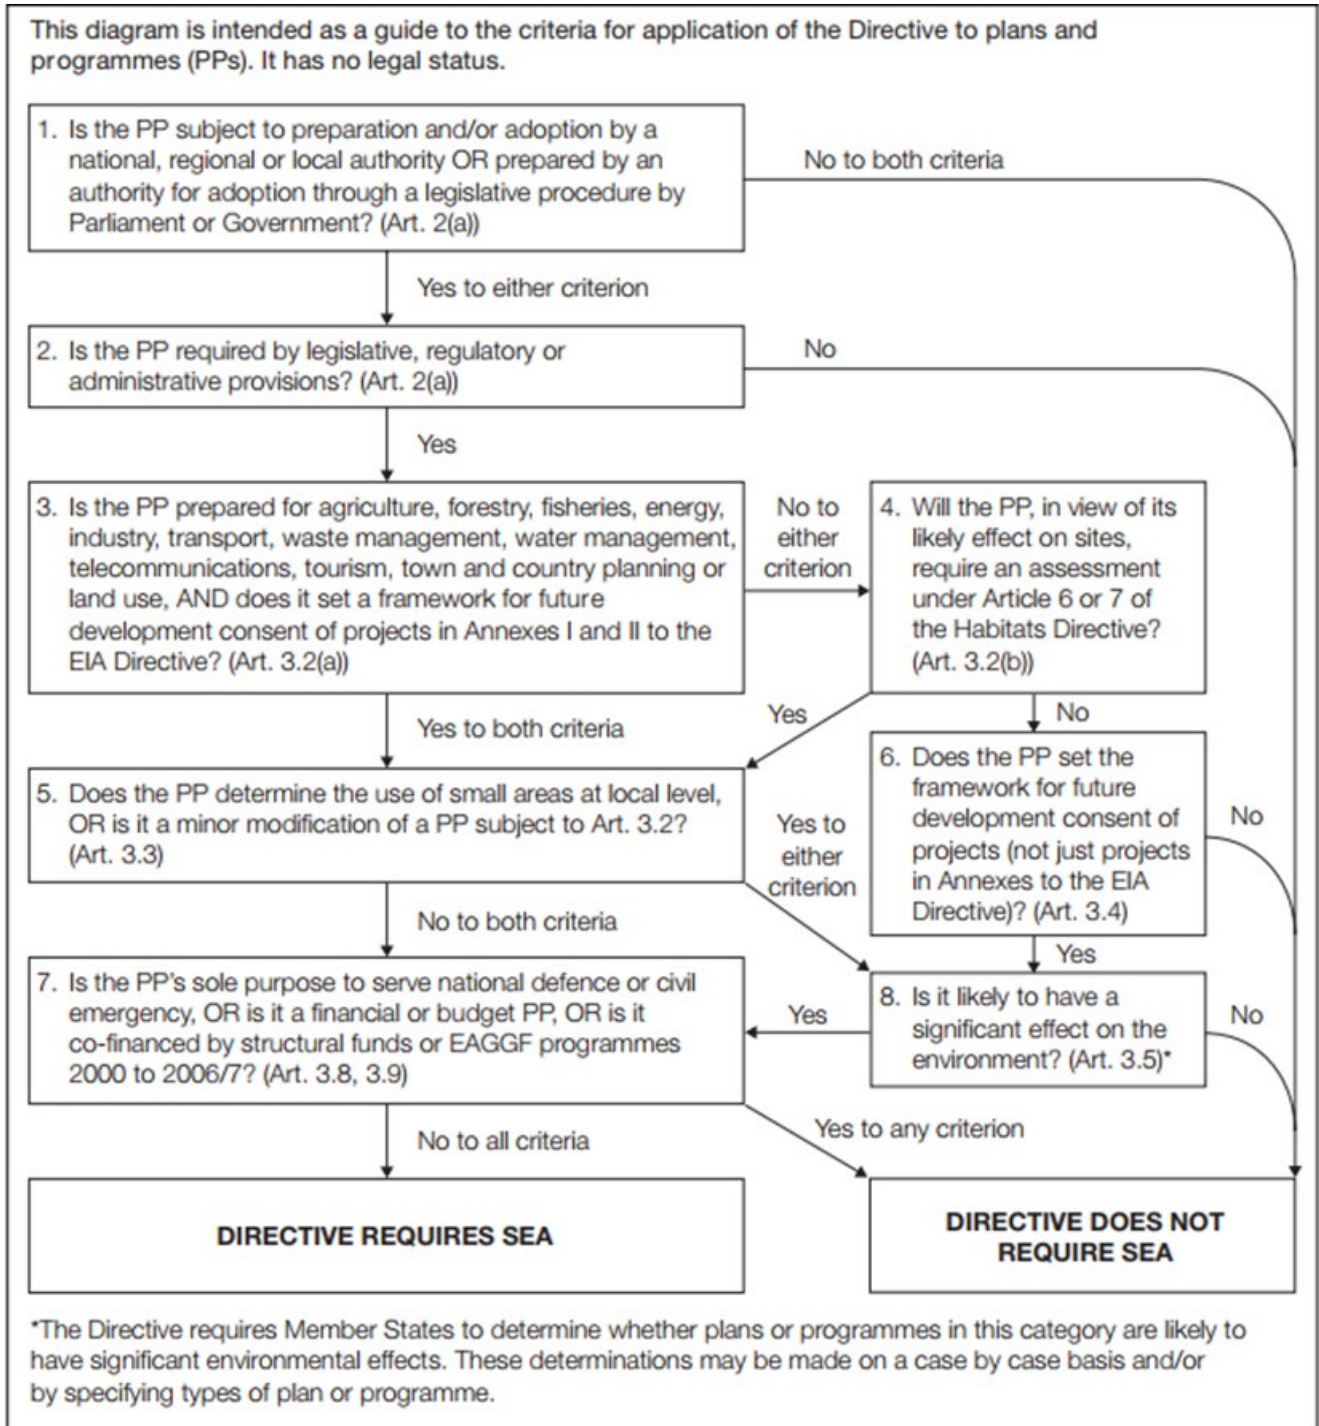 This diagram is intended as a guide to the criteria for application of the Directive to plans and
programmes (PPs). It has no legal status.
1. Is the PP subject to preparation and/or adoption by a
national, regional or local authority OR prepared by an
authority for adoption through a legislative procedure by
Parliament or Government? (Art. 2(a))
No to both criteria
Yes to either criterion
2. Is the PP required by legislative, regulatory or
administrative provisions? (Art. 2(a))
No
Yes
3. Is the PP prepared for agriculture, forestry, fisheries, energy,
industry, transport, waste management, water management,
telecommunications, tourism, town and country planning or
land use, AND does it set a framework for future
development consent of projects in Annexes I and II to the
EIA Directive? (Art. 3.2(a))
No to
either
criterion
4. Will the PP, in view of its
likely effect on sites,
require an assessment
under Article 6 or 7 of
the Habitats Directive?
(Art. 3.2(b))
Yes to both criteria
Yes
No
5. Does the PP determine the use of small areas at local level,
OR is it a minor modification of a PP subject to Art. 3.2?
(Art. 3.3)
Yes to
either
criterion
6. Does the PP set the
framework for future
development consent of
projects (not just projects
in Annexes to the EIA
Directive)? (Art. 3.4)
No
No to both criteria
Yes
7. Is the PP's sole purpose to serve national defence or civil
emergency, OR is it a financial or budget PP, OR is it
co-financed by structural funds or EAGGF programmes
2000 to 2006/7? (Art. 3.8, 3.9)
Yes
8. Is it likely to have a
significant effect on the
environment? (Art. 3.5)*
No
No to all criteria
Yes to any criterion
DIRECTIVE REQUIRES SEA
DIRECTIVE DOES NOT
REQUIRE SEA
*The Directive requires Member States to determine whether plans or programmes in this category are likely to
have significant environmental effects. These determinations may be made on a case by case basis and/or
by specifying types of plan or programme.